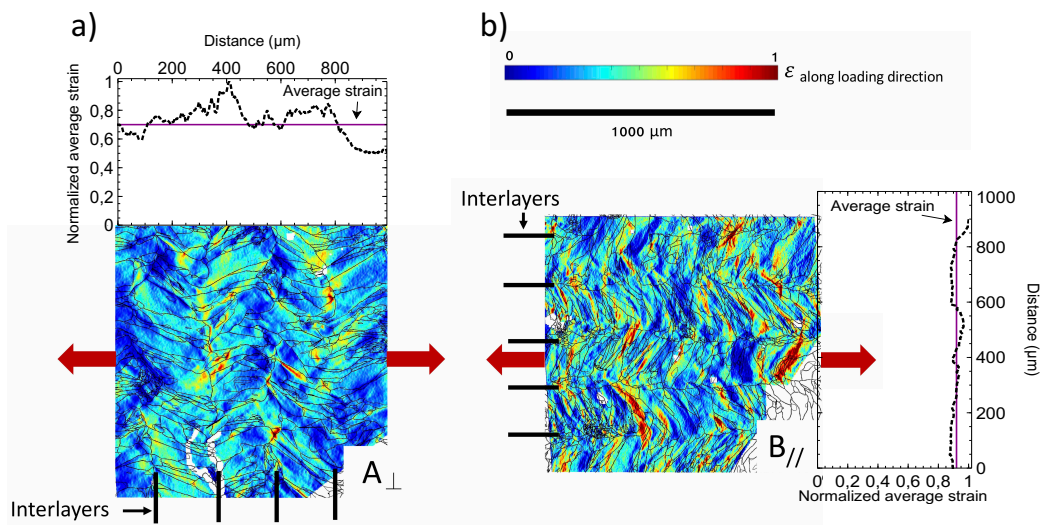 a)
Distance (µm)
0 200 400 600 800
Normalized average strain
1
0.8
0.6
0,4
0,2
0
Average strain
A⊥
Interlayers
b)
0 1
ε along loading direction
1000 µm
Interlayers
B//
Average strain
1000
800
600
400
200
0
Distance (µm)
0 0,2 0,4 0,6 0,8 1
Normalized average strain